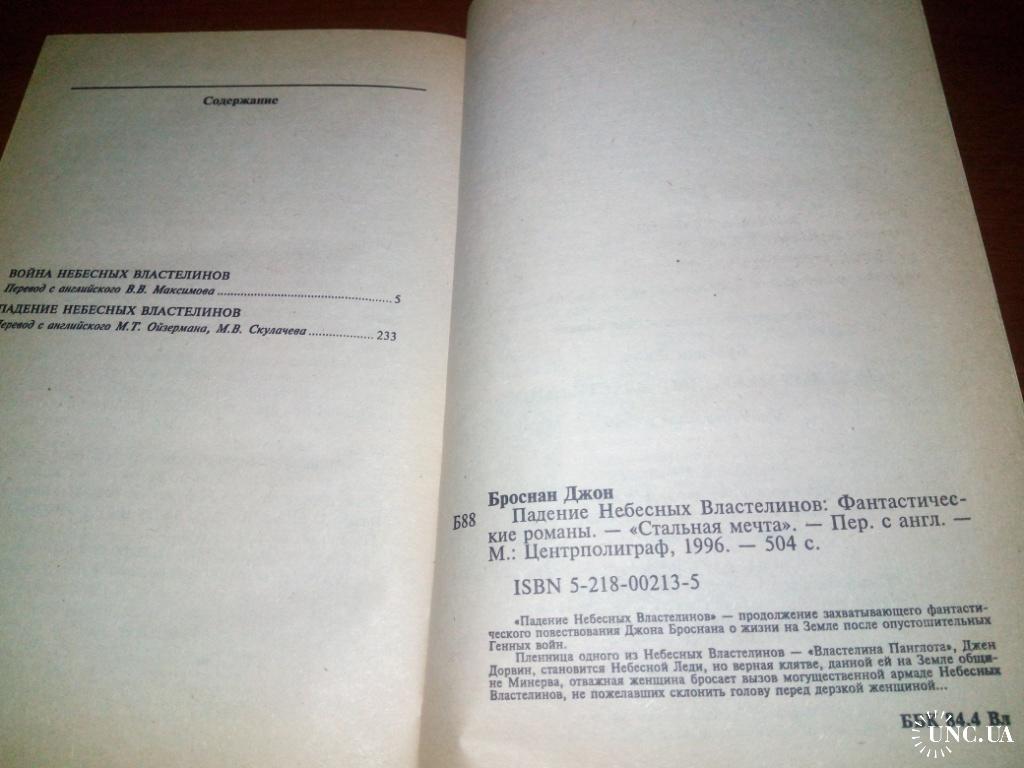 Содержание
ВОЙНА НЕБЕСНЫХ ВЛАСТЕЛИНОВ
Перевод с английского В.В. Максимова ........................................ 5
ПАДЕНИЕ НЕБЕСНЫХ ВЛАСТЕЛИНОВ
Перевод с английского М.Т. Ойзермана, М.В. Скулачева ............... 233
Броснан Джон
Б88 Падение Небесных Властелинов: Фантастичес-
кие романы. — «Стальная мечта». — Пер. с англ. —
М.: Центрполиграф, 1996. — 504 с.
ISBN 5-218-00213-5
«Падение Небесных Властелинов» — продолжение захватывающего фантасти-
ческого повествования Джона Броснана о жизни на Земле после опустошительных
Генных войн.
Пленница одного из Небесных Властелинов — «Властелина Панглота», Джен
Дорвин, становится Небесной Леди, но верная клятве, данной ей на Земле общи-
не Минерва, отважная женщина бросает вызов могущественной армаде Небесных
Властелинов, не пожелавших склонить голову перед дерзкой женщиной...
ББК 84.4 Вл
UNC.UA